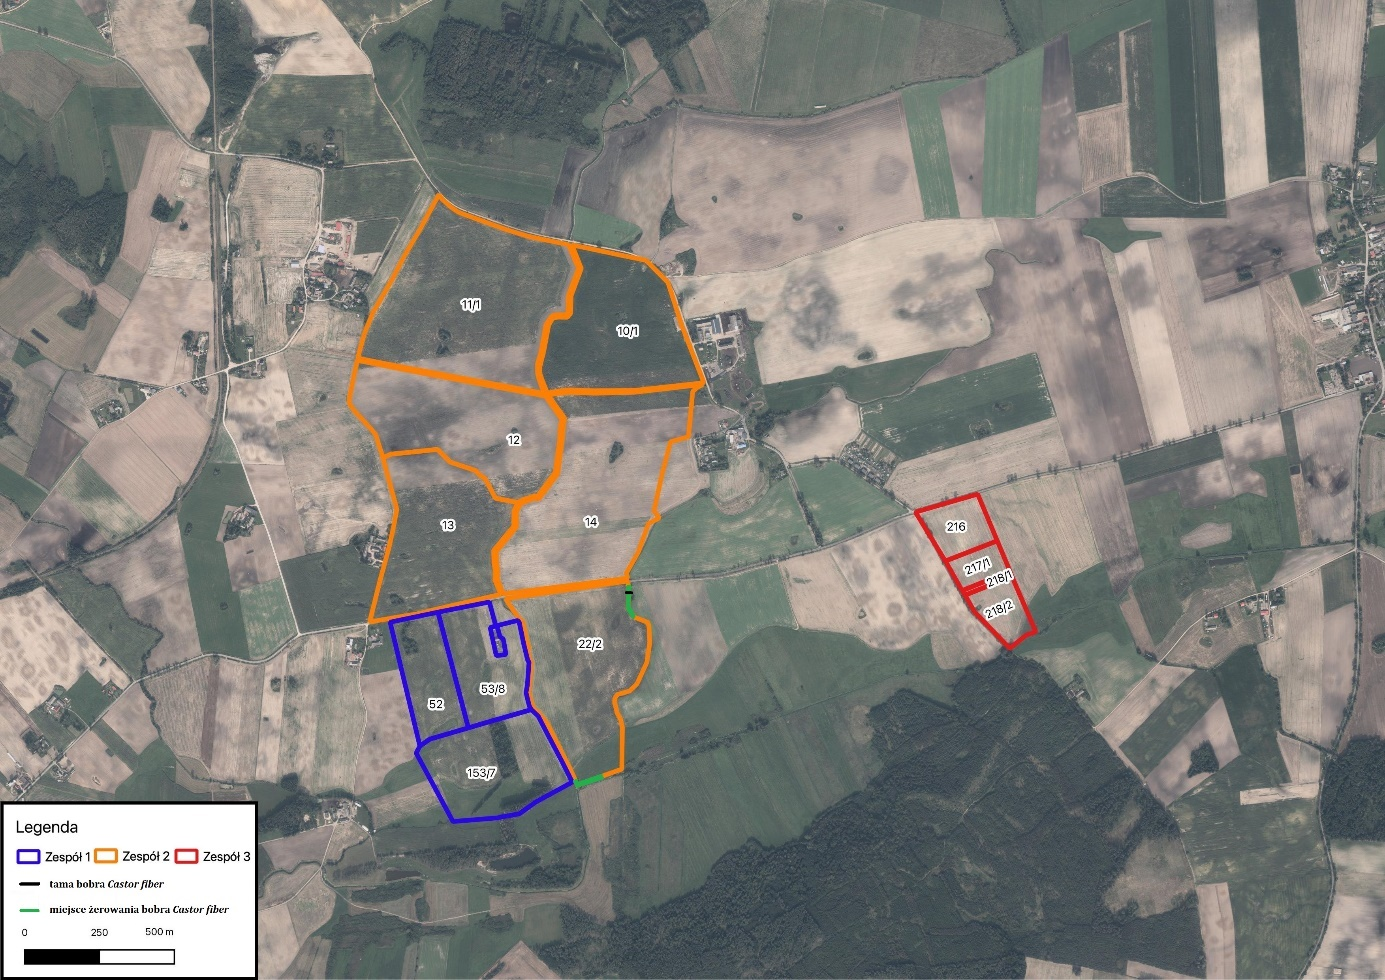 11/1
10/1
12
13
14
216
217/1
218/1
218/2
22/2
53/8
52
153/7
Legenda
Zespół 1 Zespół 2 Zespół 3
tama bobra Castor fiber
miejsce żerowania bobra Castor fiber
0 250 500 m